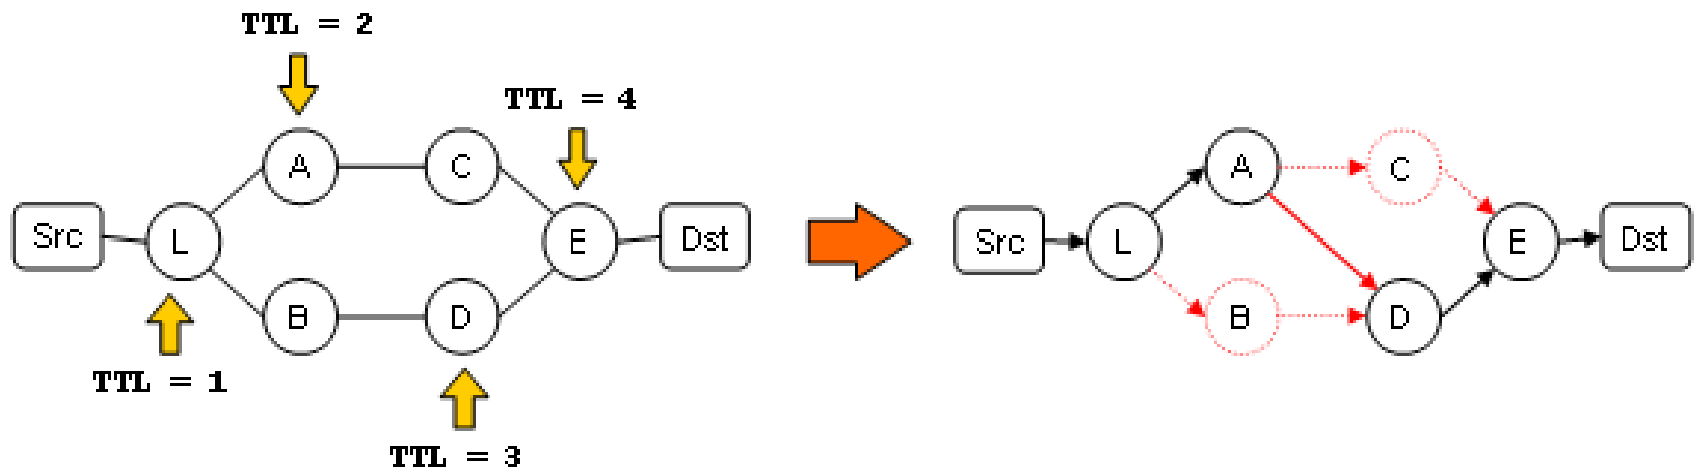 TTL = 2
TTL = 4
A
C
Src
L
E
Dst
B
D
TTL = 1
TTL = 3
A
C
Src
L
E
Dst
B
D